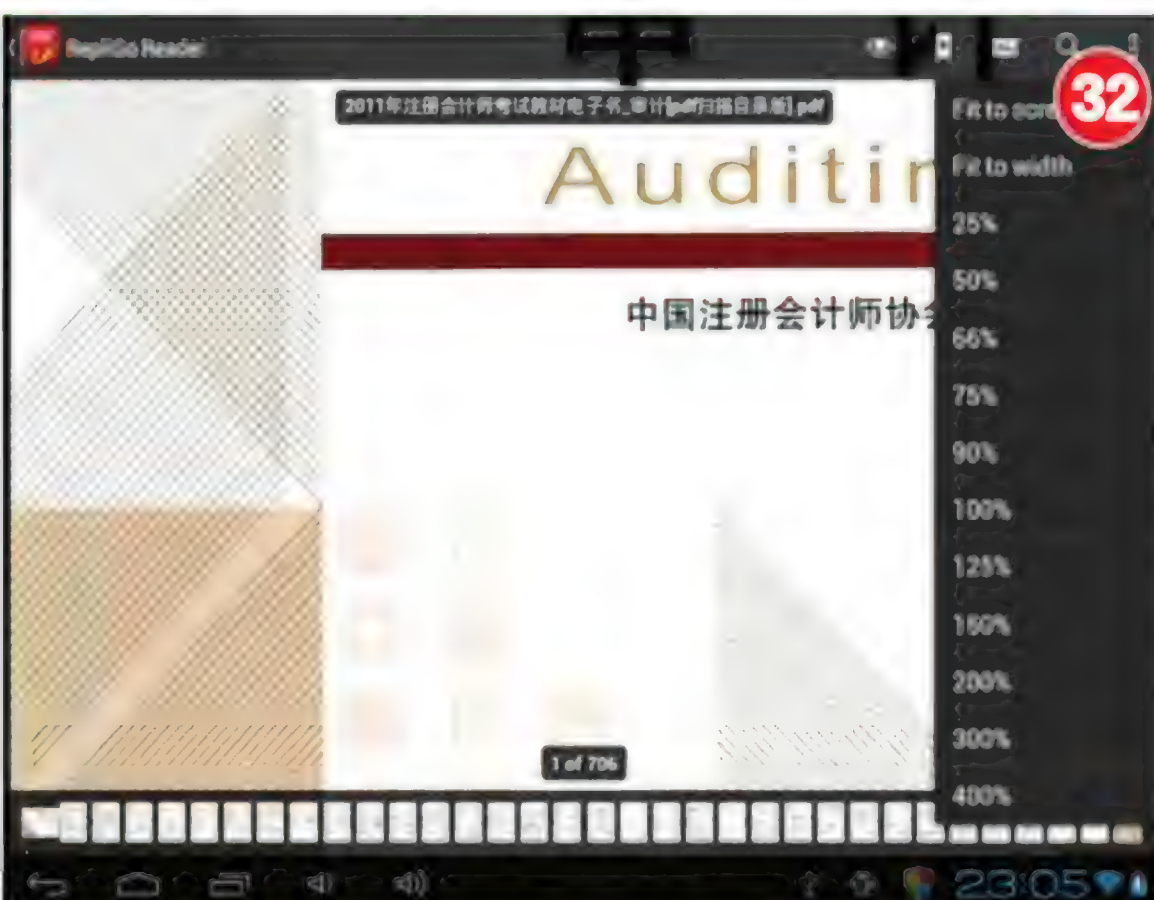 RepliGo Reader
32
2011年注册会计师考试教材电子书_审计[pdf扫描目录版].pdf
Fit to
Auditin
Fit to width
25%
50%
中国注册会计师协会
66%
75%
90%
100%
125%
150%
200%
300%
1 of 706
400%
23:05